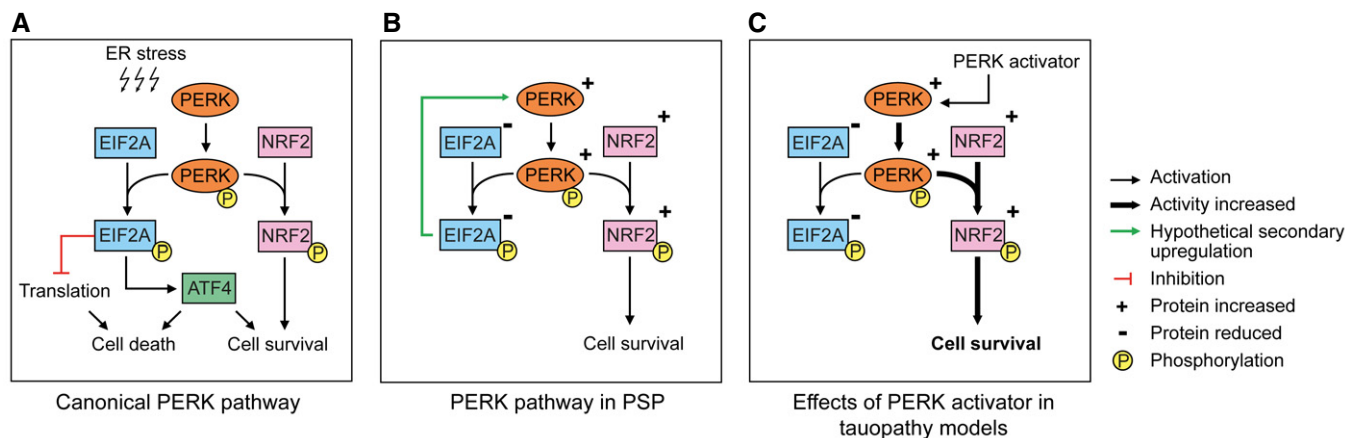 A
ER stress
PERK
EIF2A
NRF2
PERK
P
EIF2A
P
NRF2
P
Translation
ATF4
Cell death
Cell survival
Canonical PERK pathway
B
PERK +
EIF2A -
NRF2 +
PERK +
P
EIF2A -
P
NRF2 +
P
Cell survival
PERK pathway in PSP
C
PERK activator
PERK +
EIF2A -
NRF2 +
PERK +
P
EIF2A -
P
NRF2 +
P
Cell survival
Effects of PERK activator in
tauopathy models
Activation
Activity increased
Hypothetical secondary
upregulation
Inhibition
+ Protein increased
- Protein reduced
P Phosphorylation